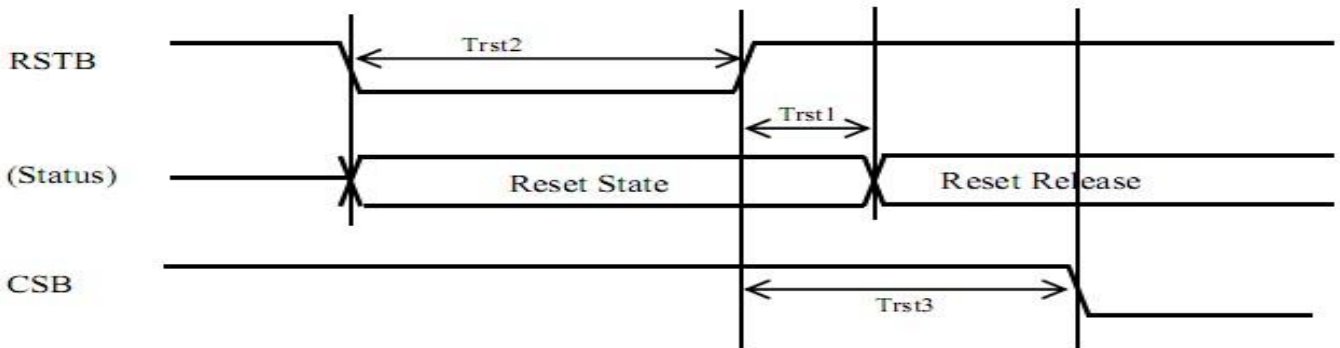 RSTB
Trst2
Trst1
(Status)
Reset State
Reset Release
CSB
Trst3